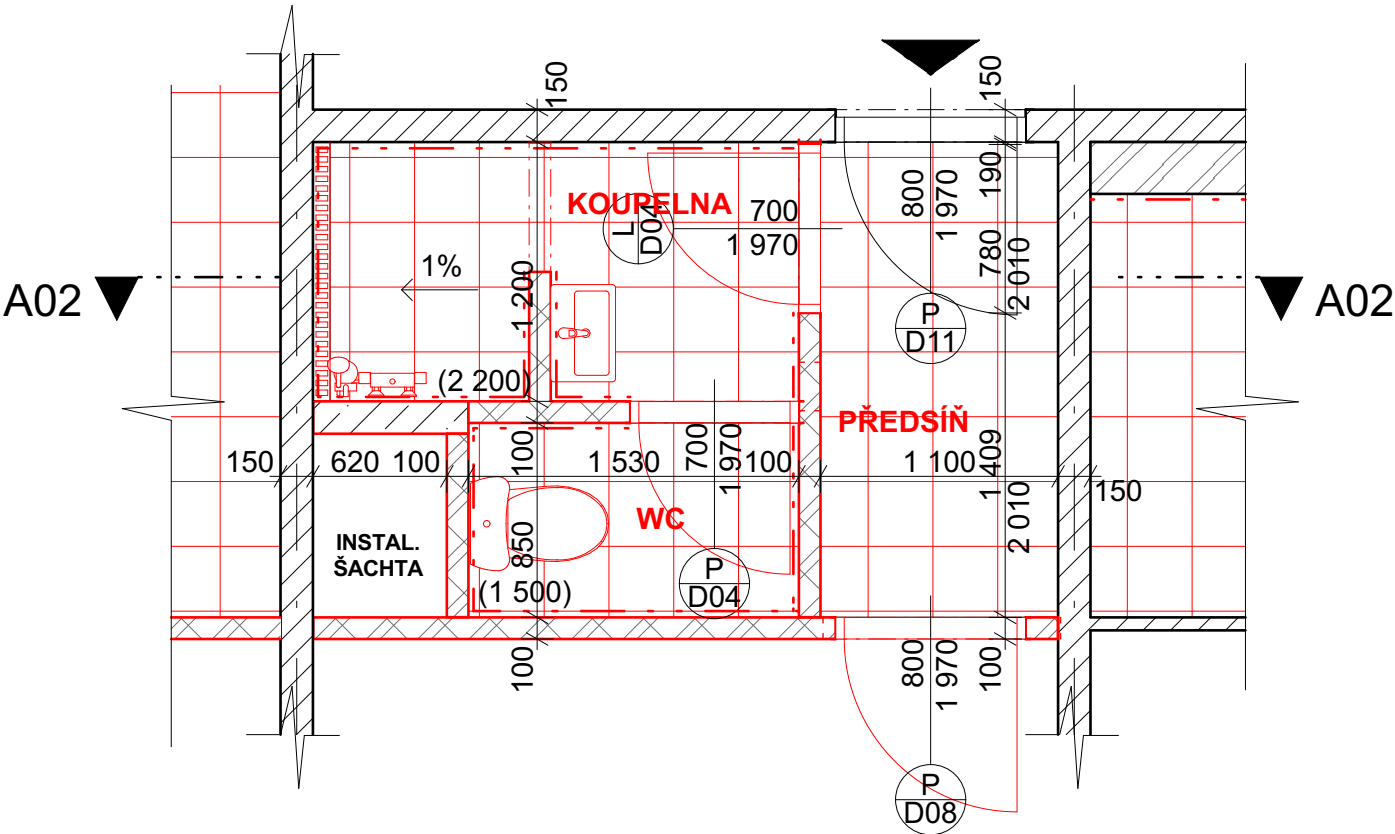 150
150
KOUPELNA
700
1 970
L
D04
800
1 970
190
780
2 010
1%
1 200
A02
A02
P
D11
(2 200)
PŘEDSÍŇ
150
620
100
100
1 530
700
1 970
100
1 100
1 409
2 010
150
WC
INSTAL.
ŠACHTA
850
(1 500)
P
D04
100
800
1 970
100
P
D08